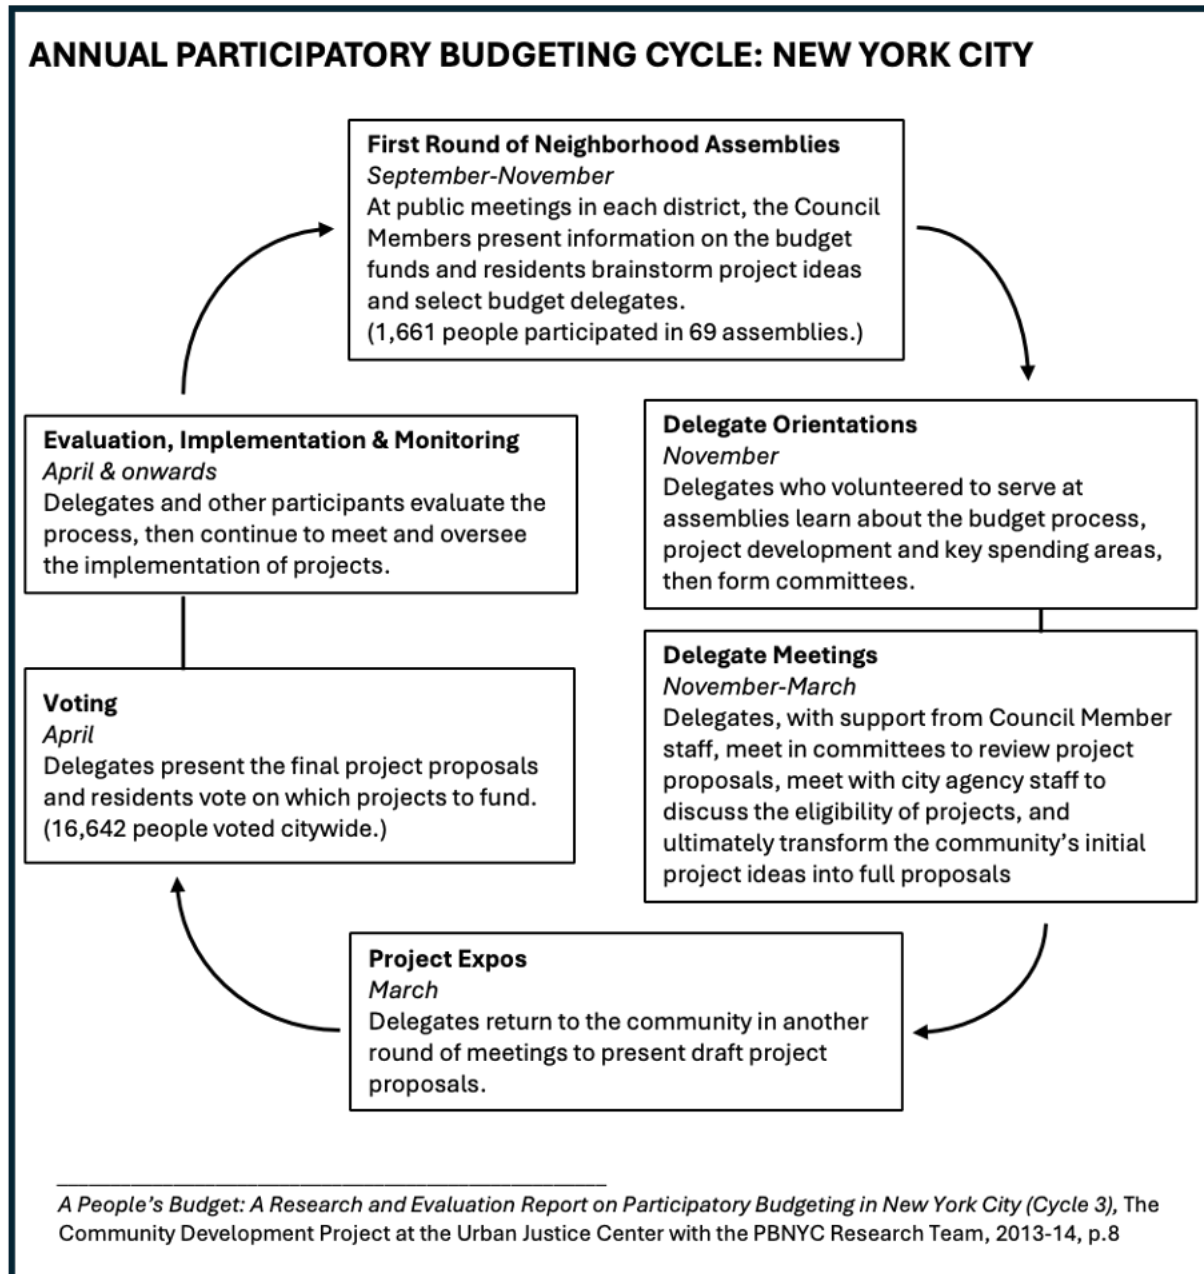 ANNUAL PARTICIPATORY BUDGETING CYCLE: NEW YORK CITY
First Round of Neighborhood Assemblies
September-November
At public meetings in each district, the Council
Members present information on the budget
funds and residents brainstorm project ideas
and select budget delegates.
(1,661 people participated in 69 assemblies.)
Delegate Orientations
November
Delegates who volunteered to serve at
assemblies learn about the budget process,
project development and key spending areas,
then form committees.
Delegate Meetings
November-March
Delegates, with support from Council Member
staff, meet in committees to review project
proposals, meet with city agency staff to
discuss the eligibility of projects, and
ultimately transform the community’s initial
project ideas into full proposals
Project Expos
March
Delegates return to the community in another
round of meetings to present draft project
proposals.
Voting
April
Delegates present the final project proposals
and residents vote on which projects to fund.
(16,642 people voted citywide.)
Evaluation, Implementation & Monitoring
April & onwards
Delegates and other participants evaluate the
process, then continue to meet and oversee
the implementation of projects.
A People’s Budget: A Research and Evaluation Report on Participatory Budgeting in New York City (Cycle 3), The
Community Development Project at the Urban Justice Center with the PBNYC Research Team, 2013-14, p.8